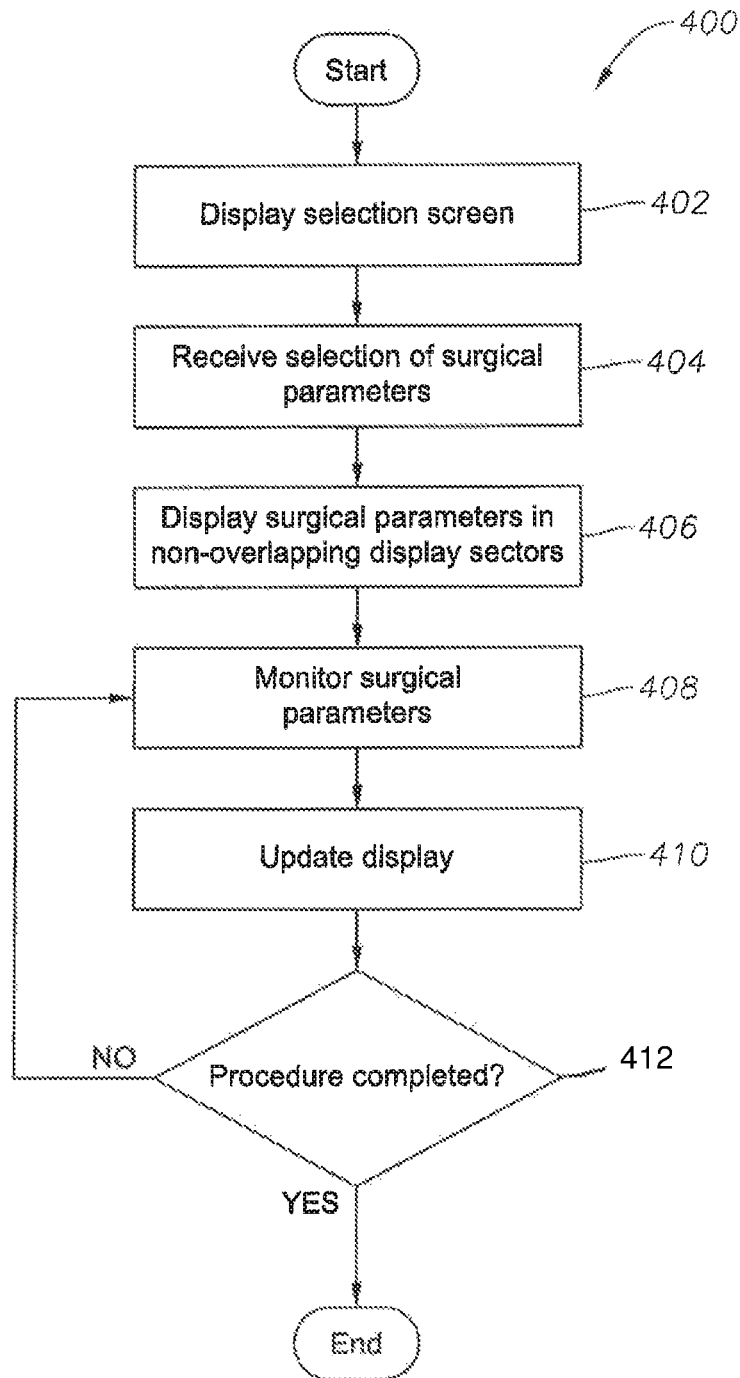 400
Start
Display selection screen
402
Receive selection of surgical
parameters
404
Display surgical parameters in
non-overlapping display sectors
406
Monitor surgical
parameters
408
Update display
410
NO
Procedure completed?
412
YES
End